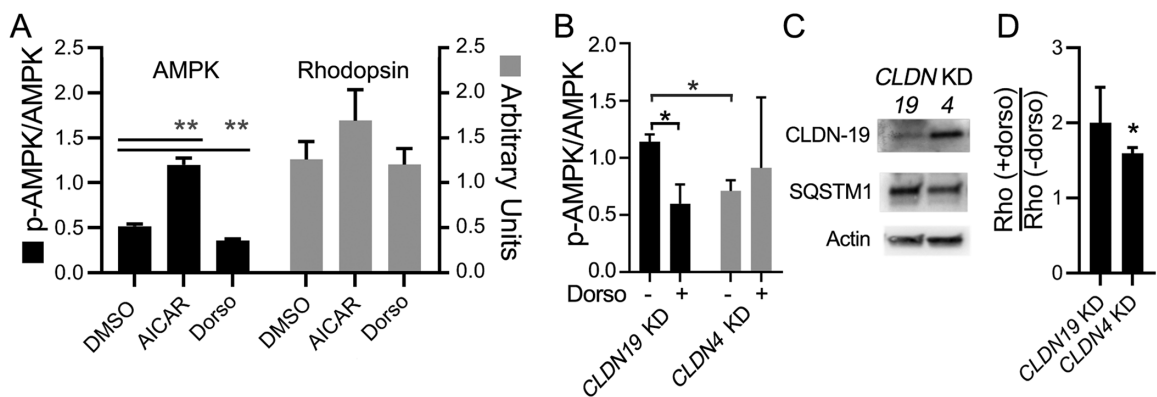 A
p-AMPK/AMPK
2.5
2.0
1.5
1.0
0.5
0.0
AMPK
Rhodopsin
**
**
DMSO
AICAR
Dorso
DMSO
AICAR
Dorso
2.5
2.0
1.5
1.0
0.5
0.0
Arbitrary Units
B
p-AMPK/AMPK
2.0
1.5
1.0
0.5
0.0
*
*
Dorso - + - +
CLDN19 KD
CLDN4 KD
C
CLDN KD
19 4
CLDN-19
SQSTM1
Actin
D
Rho (+dorso)
Rho (-dorso)
3
2
1
0
*
CLDN19 KD
CLDN4 KD